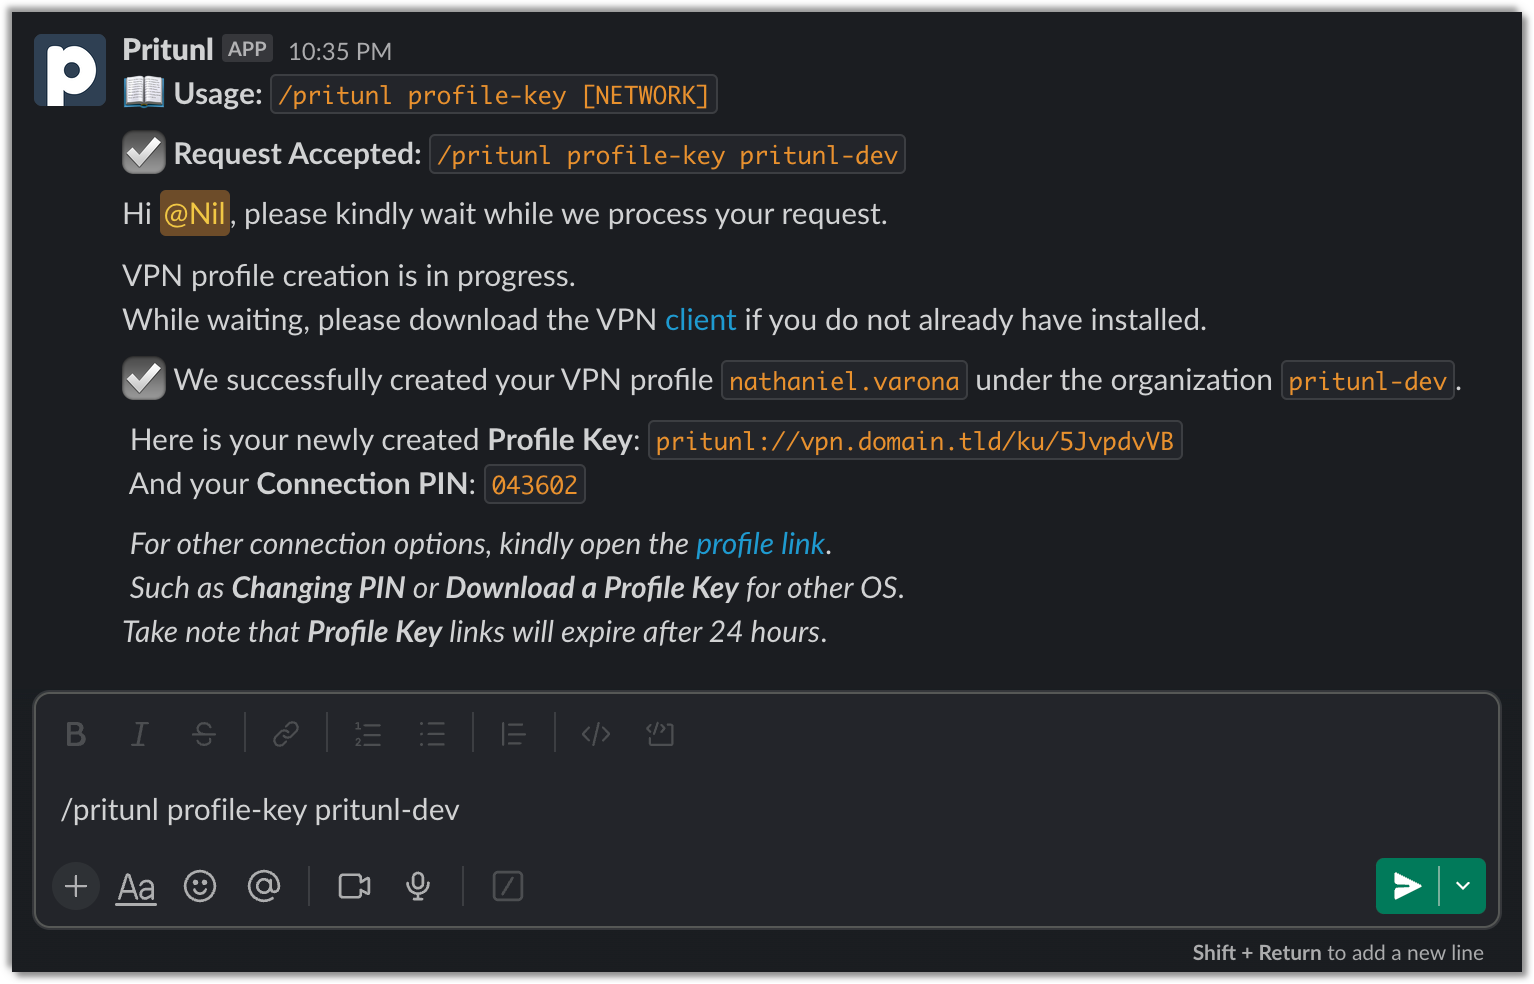 Pritunl APP 10:35 PM
📖 Usage: /pritunl profile-key [NETWORK]
Request Accepted: /pritunl profile-key pritunl-dev
Hi @Nil, please kindly wait while we process your request.
VPN profile creation is in progress.
While waiting, please download the VPN client if you do not already have installed.
We successfully created your VPN profile nathaniel.varona under the organization pritunl-dev.
Here is your newly created Profile Key: pritunl://vpn.domain.tld/ku/5JvpdvVB
And your Connection PIN: 043602
For other connection options, kindly open the profile link.
Such as Changing PIN or Download a Profile Key for other OS.
Take note that Profile Key links will expire after 24 hours.
/pritunl profile-key pritunl-dev
Aa
Shift + Return to add a new line